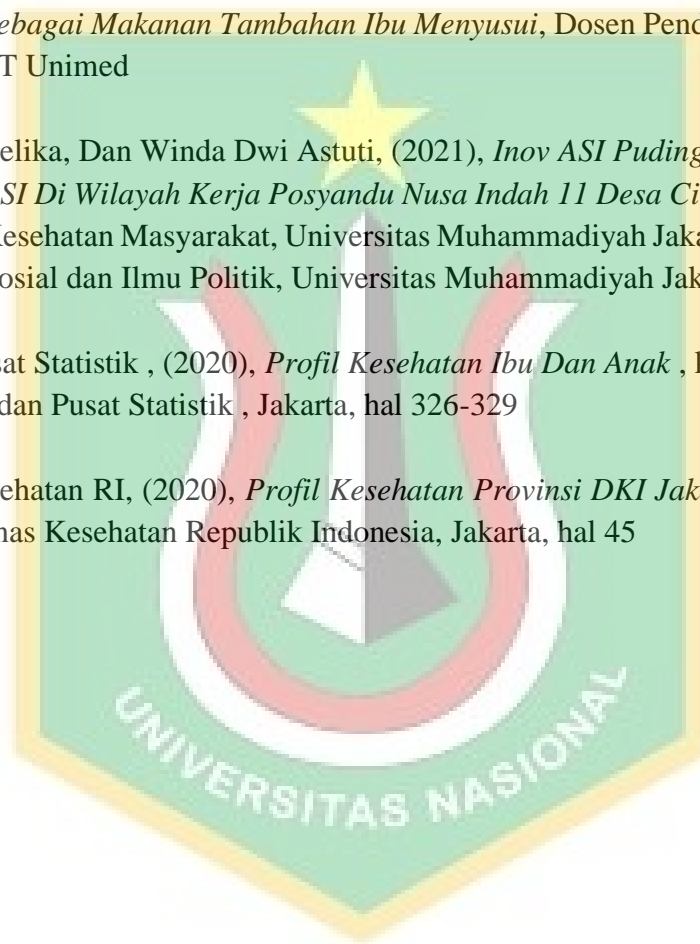 ebagai Makanan Tambahan Ibu Menyusui, Dosen Pend
T Unimed
elika, Dan Winda Dwi Astuti, (2021), Inov ASI Puding
SI Di Wilayah Kerja Posyandu Nusa Indah 11 Desa Ci
Kesehatan Masyarakat, Universitas Muhammadiyah Jaka
osial dan Ilmu Politik, Universitas Muhammadiyah Jak
sat Statistik , (2020), Profil Kesehatan Ibu Dan Anak ,
dan Pusat Statistik , Jakarta, hal 326-329
ehatan RI, (2020), Profil Kesehatan Provinsi DKI Jak
nas Kesehatan Republik Indonesia, Jakarta, hal 45
UNIVERSITAS NASIONAL